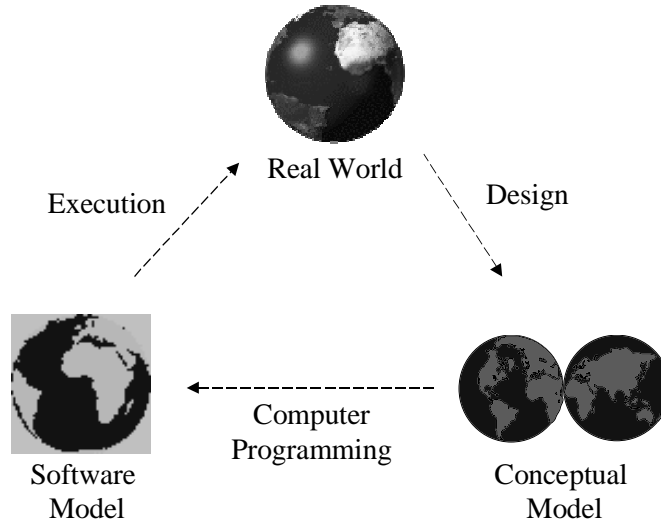 Real World
Execution
Design
Computer
Programming
Software
Model
Conceptual
Model